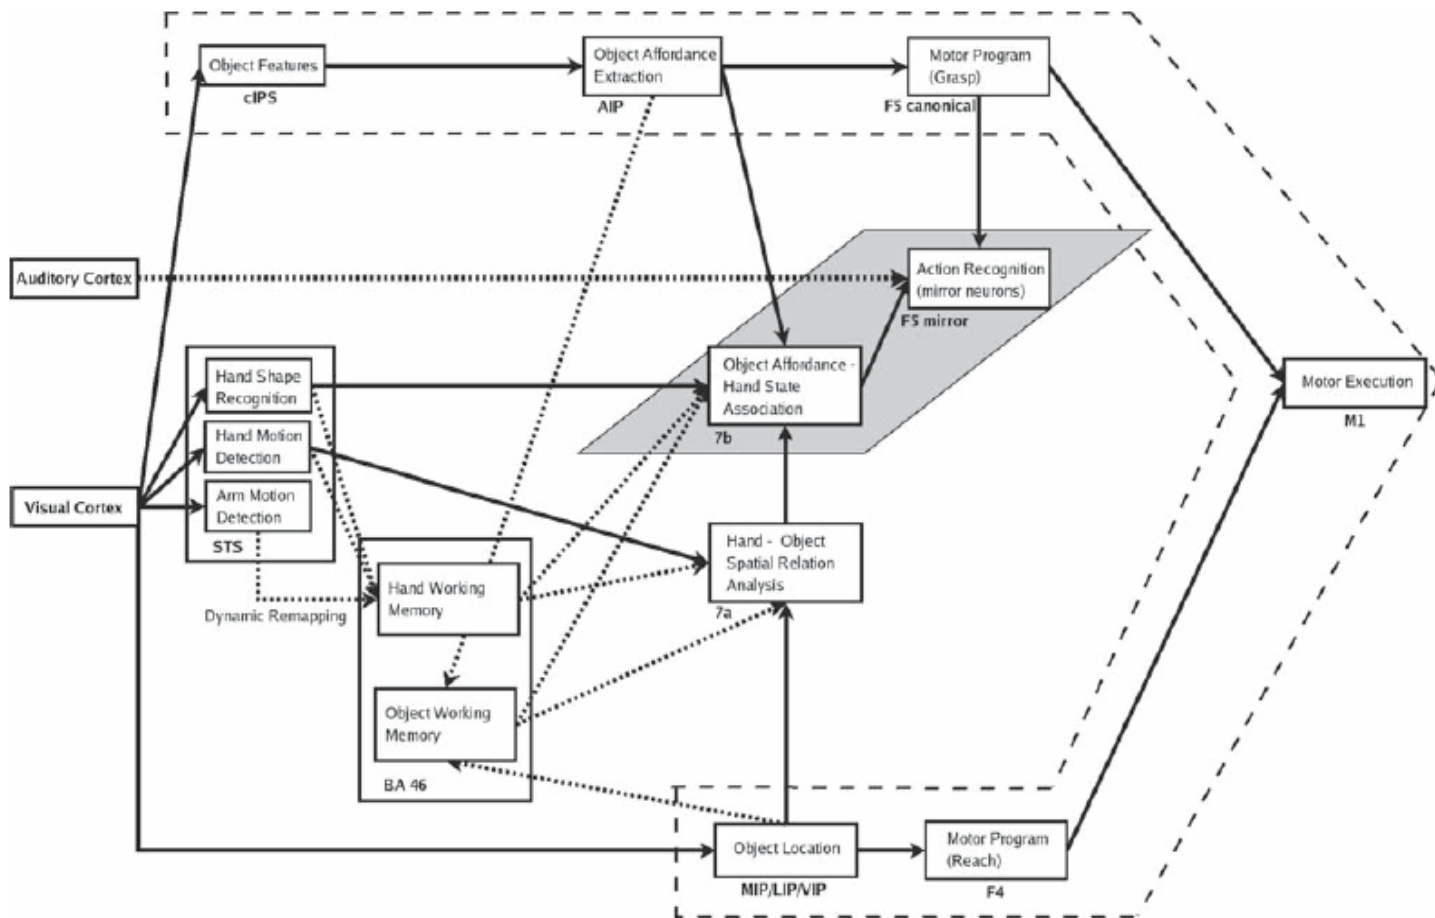 Object Features
cIPS
Object Affordance
Extraction
AIP
Motor Program
(Grasp)
F5 canonical
Auditory Cortex
Action Recognition
(mirror neurons)
F5 mirror
Hand Shape
Recognition
Hand Motion
Detection
Arm Motion
Detection
STS
Visual Cortex
Object Affordance -
Hand State
Association
7b
Motor Execution
M1
Hand - Object
Spatial Relation
Analysis
7a
Dynamic Remapping
Hand Working
Memory
Object Working
Memory
BA 46
Object Location
MIP/LIP/VIP
Motor Program
(Reach)
F4